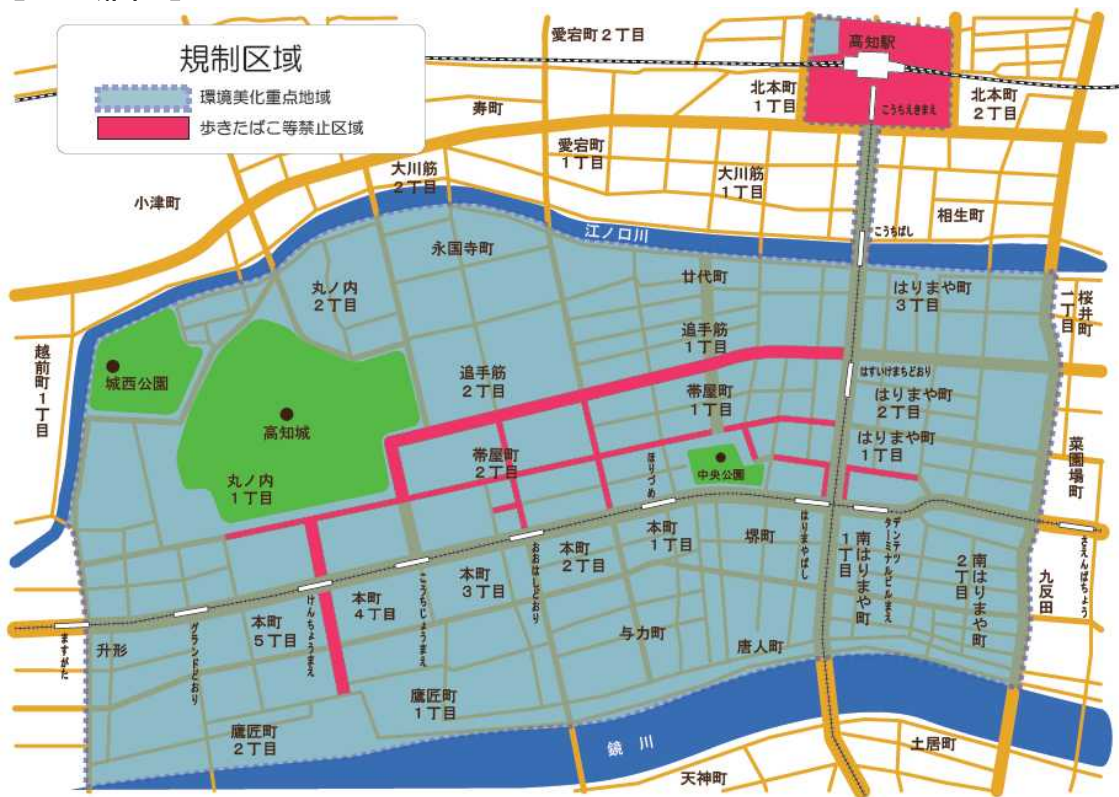 規制区域
環境美化重点地域
歩きたばこ等禁止区域
愛宕町2丁目
高知駅
北本町
1丁目
こうちえきまえ
北本町
2丁目
寿町
愛宕町
1丁目
大川筋
2丁目
大川筋
1丁目
小津町
相生町
江ノ口川
こうちばし
永国寺町
丸ノ内
2丁目
廿代町
はりまや町
3丁目
桜井町
一丁目
追手筋
1丁目
越前町1丁目
城西公園
追手筋
2丁目
はすいけまちどおり
帯屋町
1丁目
はりまや町
2丁目
高知城
はりまや町
1丁目
菜園場町
帯屋町
2丁目
ほりづめ
中央公園
丸ノ内
1丁目
本町
1丁目
堺町
はりまやばし
南はりまや町
1丁目
デンテツ
ターミナルビルまえ
南はりまや町
2丁目
さえんばちょう
九反田
本町
2丁目
おおはしどおり
本町
3丁目
こうちじょうまえ
本町
4丁目
けんちょうまえ
本町
5丁目
グランドどおり
升形
ますがた
与力町
唐人町
鷹匠町
1丁目
鷹匠町
2丁目
鏡川
土居町
天神町